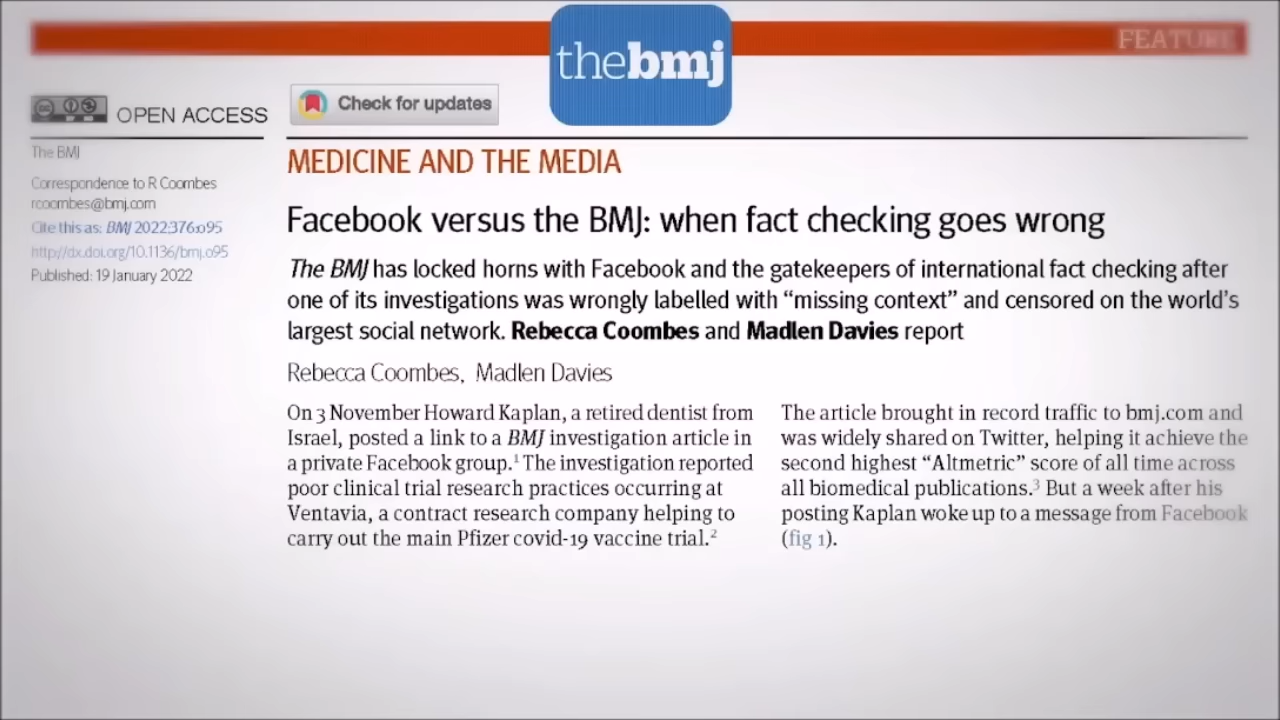 FEATURE
thebmj
OPEN ACCESS
Check for updates
The BMJ
Correspondence to R Coombes
rcoombes@bmj.com
Cite this as: BMJ 2022;376:o95
http://dx.doi.org/10.1136/bmj.o95
Published: 19 January 2022
MEDICINE AND THE MEDIA
Facebook versus the BMJ: when fact checking goes wrong
The BMJ has locked horns with Facebook and the gatekeepers of international fact checking after
one of its investigations was wrongly labelled with “missing context” and censored on the world’s
largest social network. Rebecca Coombes and Madlen Davies report
Rebecca Coombes, Madlen Davies
On 3 November Howard Kaplan, a retired dentist from
Israel, posted a link to a BMJ investigation article in
a private Facebook group.1 The investigation reported
poor clinical trial research practices occurring at
Ventavia, a contract research company helping to
carry out the main Pfizer covid-19 vaccine trial.2
The article brought in record traffic to bmj.com and
was widely shared on Twitter, helping it achieve the
second highest “Altmetric” score of all time across
all biomedical publications.3 But a week after his
posting Kaplan woke up to a message from Facebook
(fig 1).